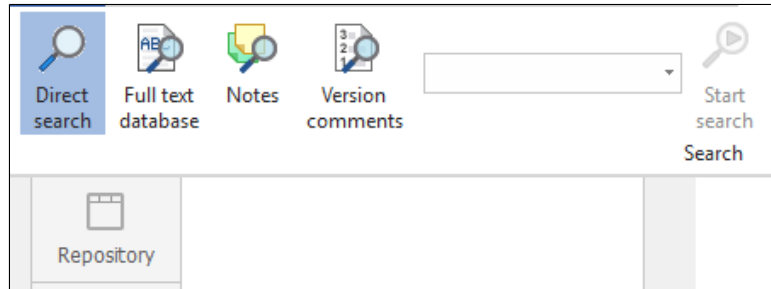 Direct search
Full text database
Notes
Version comments
Start search
Search
Repository